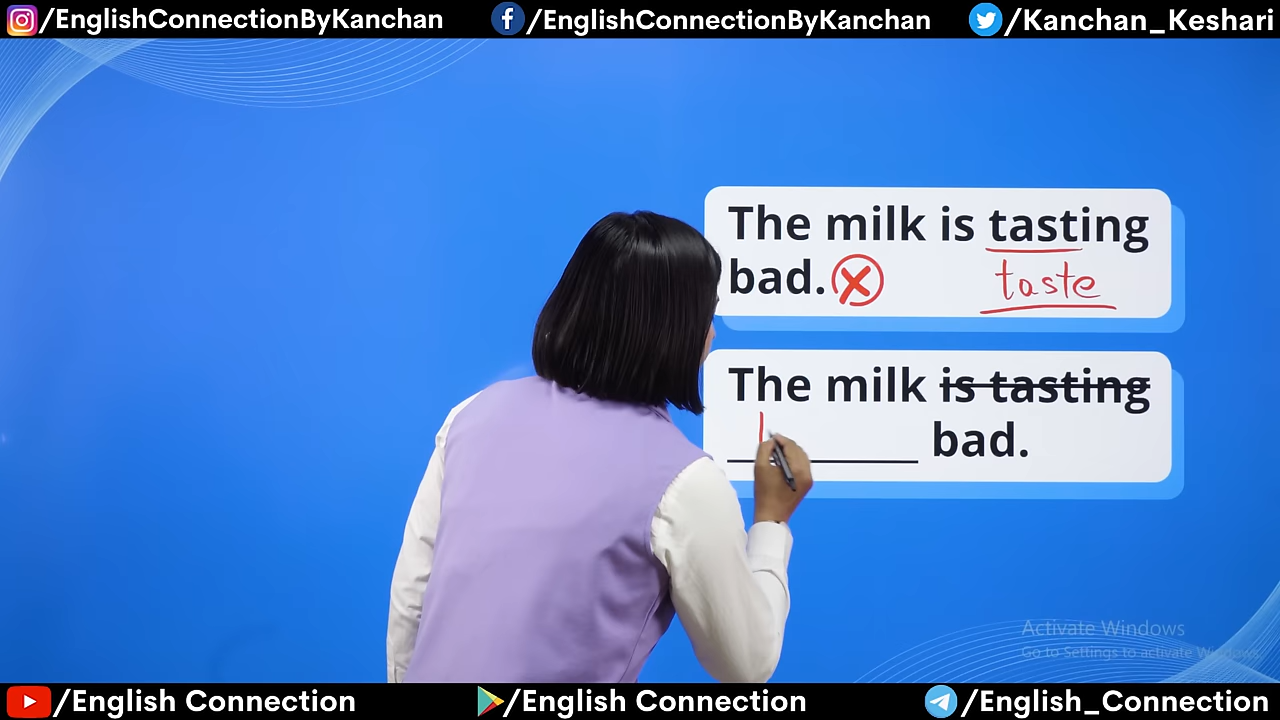 /EnglishConnectionByKanchan /EnglishConnectionByKanchan /Kanchan_Keshari
The milk is tasting
bad.
taste
The milk is tasting
bad.
Activate Windows
Go to Settings to activate Windows.
/English Connection /English Connection /English_Connection